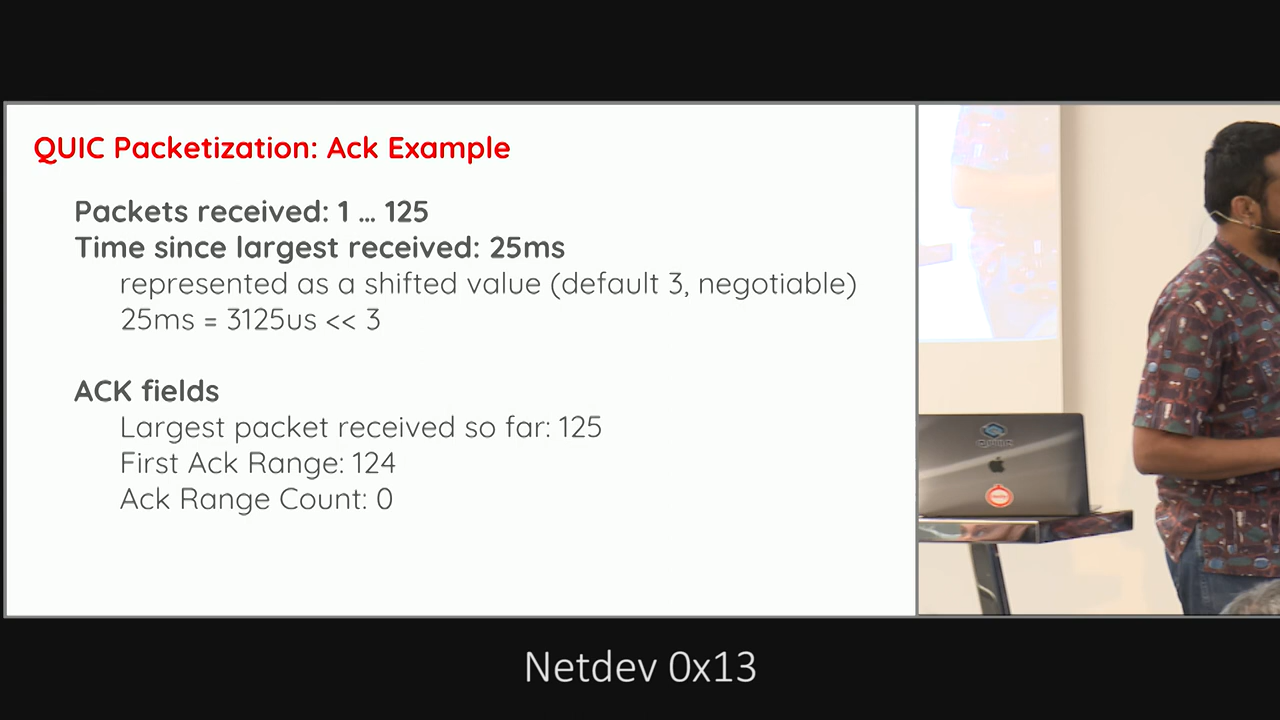 QUIC Packetization: Ack Example
Packets received: 1 ... 125
Time since largest received: 25ms
represented as a shifted value (default 3, negotiable)
25ms = 3125us << 3
ACK fields
Largest packet received so far: 125
First Ack Range: 124
Ack Range Count: 0
Netdev 0x13